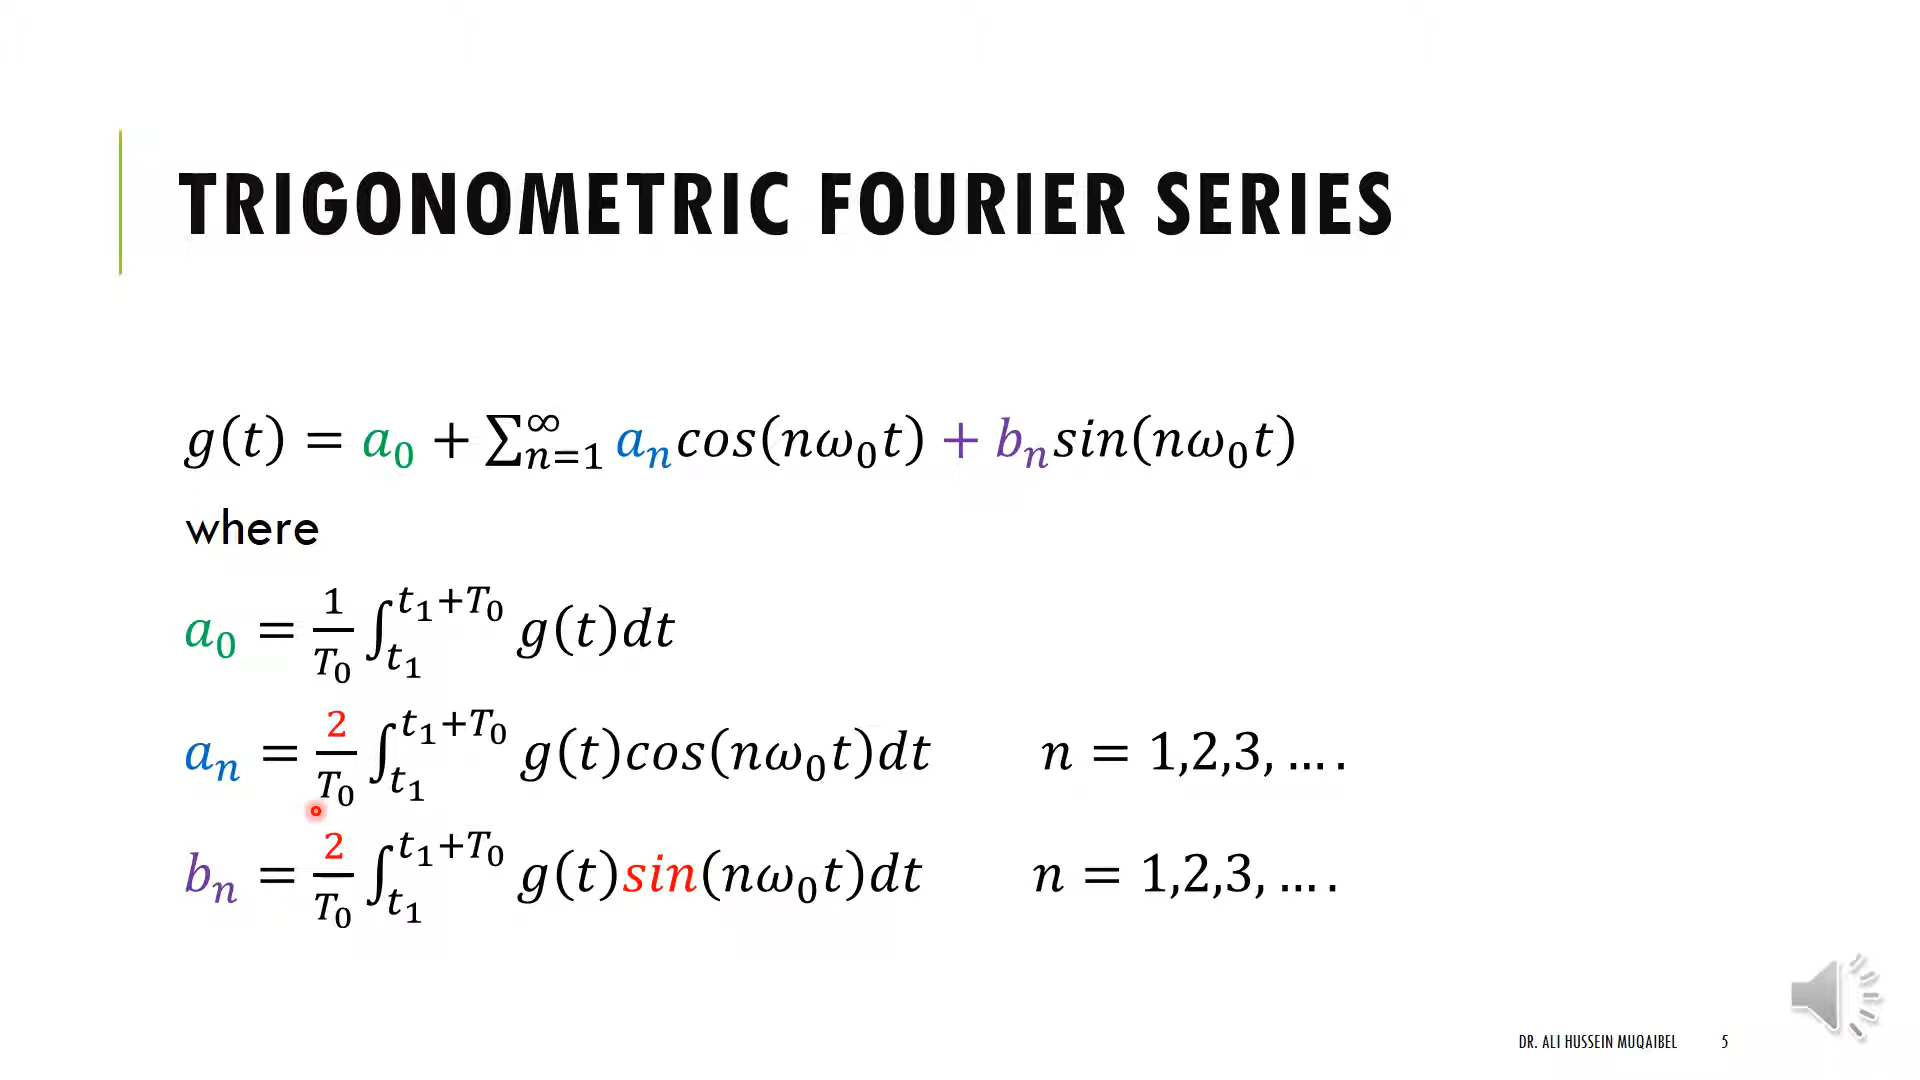 TRIGONOMETRIC FOURIER SERIES
g(t) = a₀ + ∑ₙ₌₁^∞ aₙcos(nω₀t) + bₙsin(nω₀t)
where
a₀ = 1/T₀ ∫_{t₁}^{t₁+T₀} g(t)dt
aₙ = 2/T₀ ∫_{t₁}^{t₁+T₀} g(t)cos(nω₀t)dt n = 1,2,3, … .
bₙ = 2/T₀ ∫_{t₁}^{t₁+T₀} g(t)sin(nω₀t)dt n = 1,2,3, … .
DR. ALI HUSSEIN MUQAIBEL 5